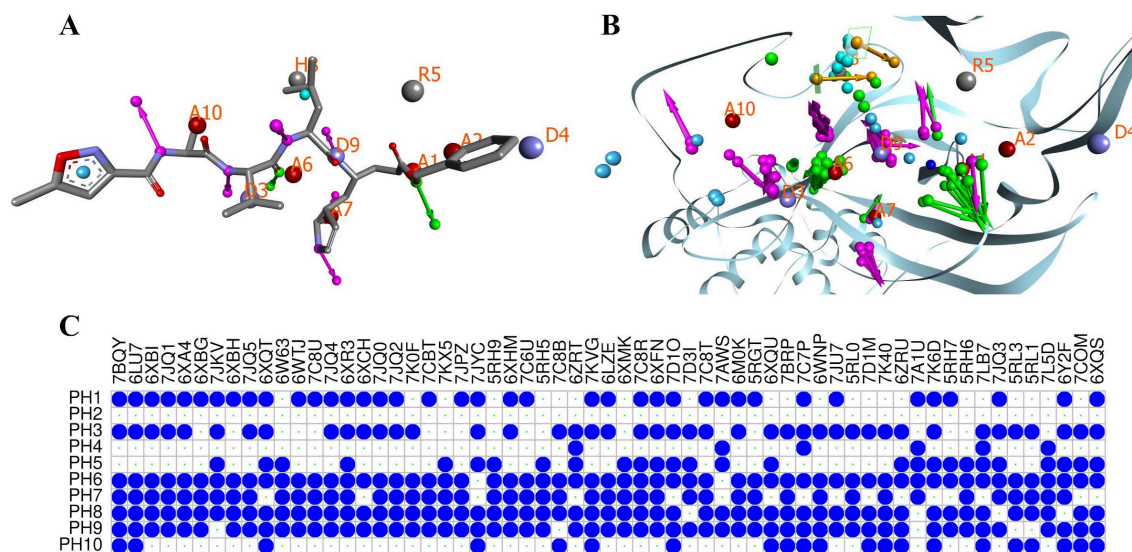 A
H8
R5
A10
A2
D4
D9
A1
A6
D3
A7
B
R5
A10
A2
D4
D9
A6
D3
A7
C
7BQY
6LU7
6XBI
7JQ1
6XA4
6XBG
7JKV
6XBH
7JQ5
6XQT
6W63
6WTJ
7C8U
7JQ4
6XR3
6XCH
7JQ0
7JQ2
7K0F
7CBT
7KX5
7JPZ
7JYC
5RH9
6XHM
7C6U
5RH5
7C8B
6ZRT
7KVG
6LZE
6XMK
7C8R
6XFN
7D1O
7D3I
7C8T
7AWS
6M0K
5RGT
6XQU
7BRP
7C7P
6WNP
7JU7
5RL0
7D1M
7K40
6ZRU
7A1U
7K6D
5RH7
5RH6
7LB7
7JQ3
5RL3
5RL1
7L5D
6Y2F
7COM
6XQS
PH1
PH2
PH3
PH4
PH5
PH6
PH7
PH8
PH9
PH10